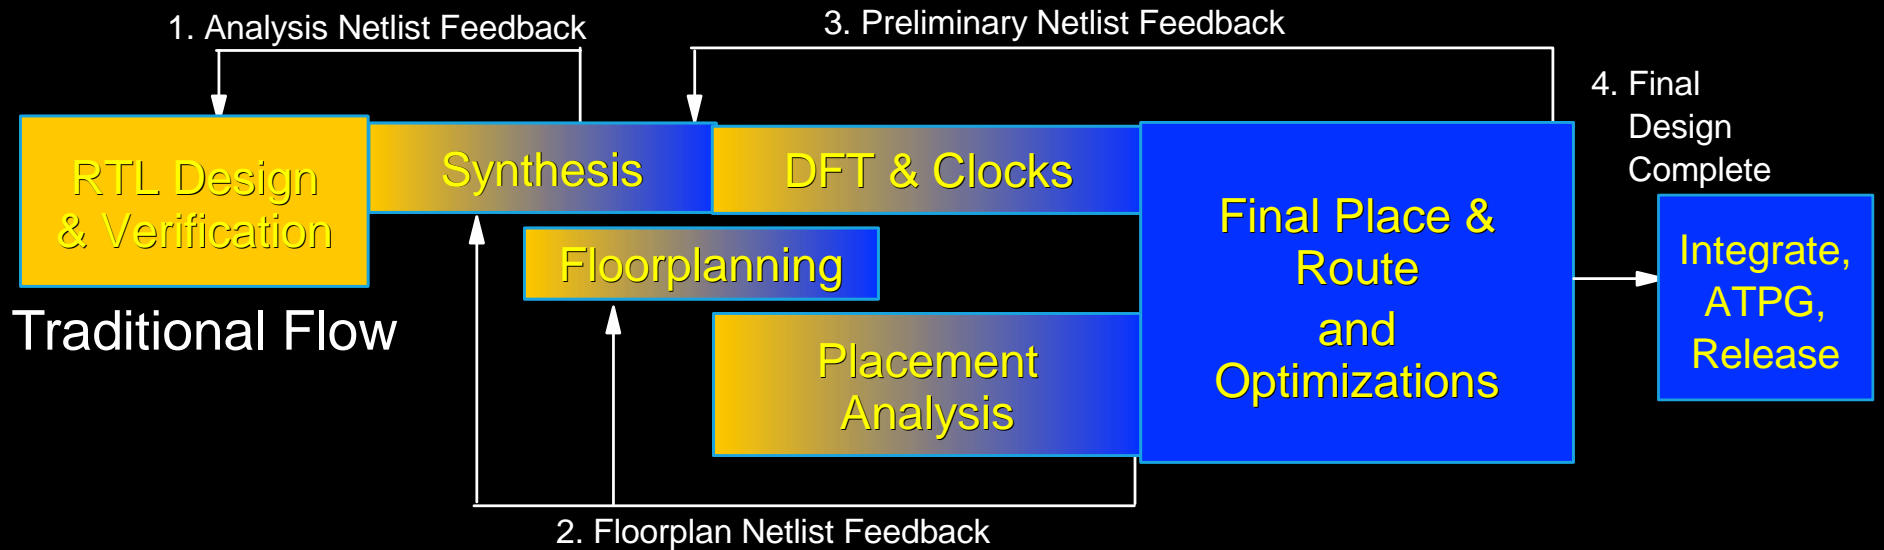 1. Analysis Netlist Feedback
3. Preliminary Netlist Feedback
4. Final
Design
Complete
RTL Design
& Verification
Synthesis
DFT & Clocks
Floorplanning
Placement
Analysis
Final Place &
Route
and
Optimizations
Integrate,
ATPG,
Release
Traditional Flow
2. Floorplan Netlist Feedback